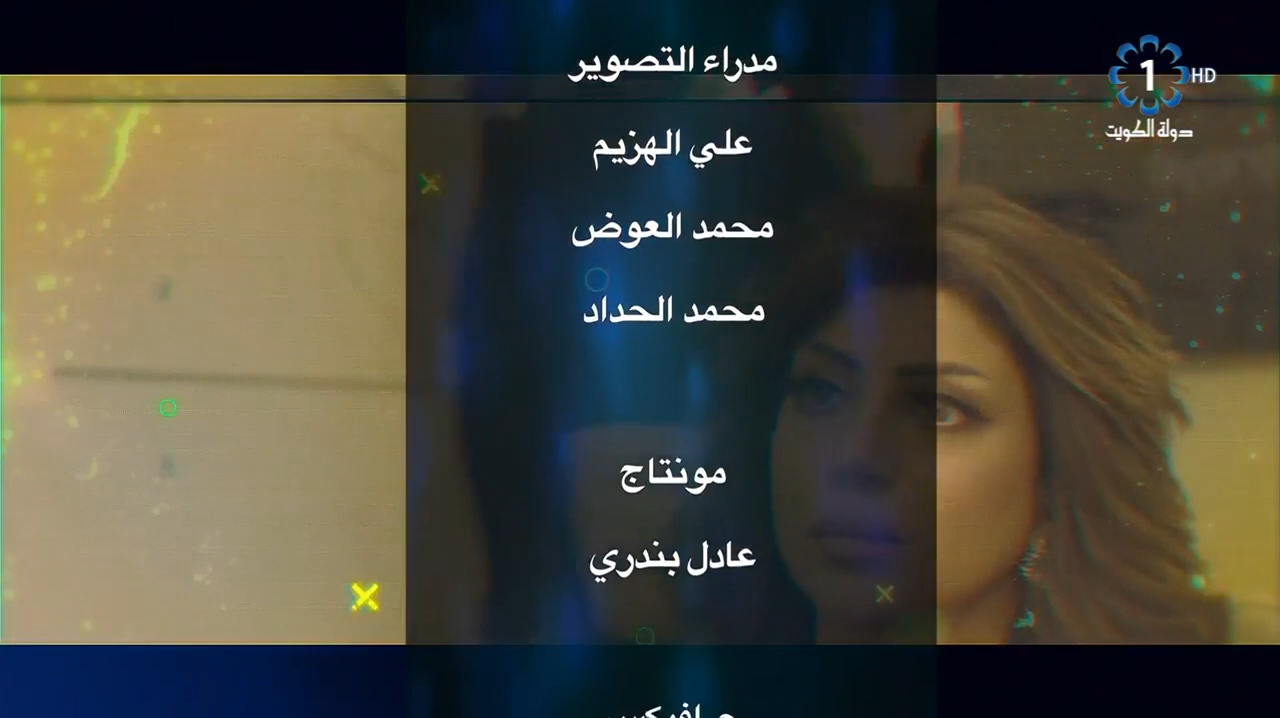 مدراء التصوير
1 HD
دولة الكويت
علي الهزيم
محمد العوض
محمد الحداد
مونتاج
عادل بندري